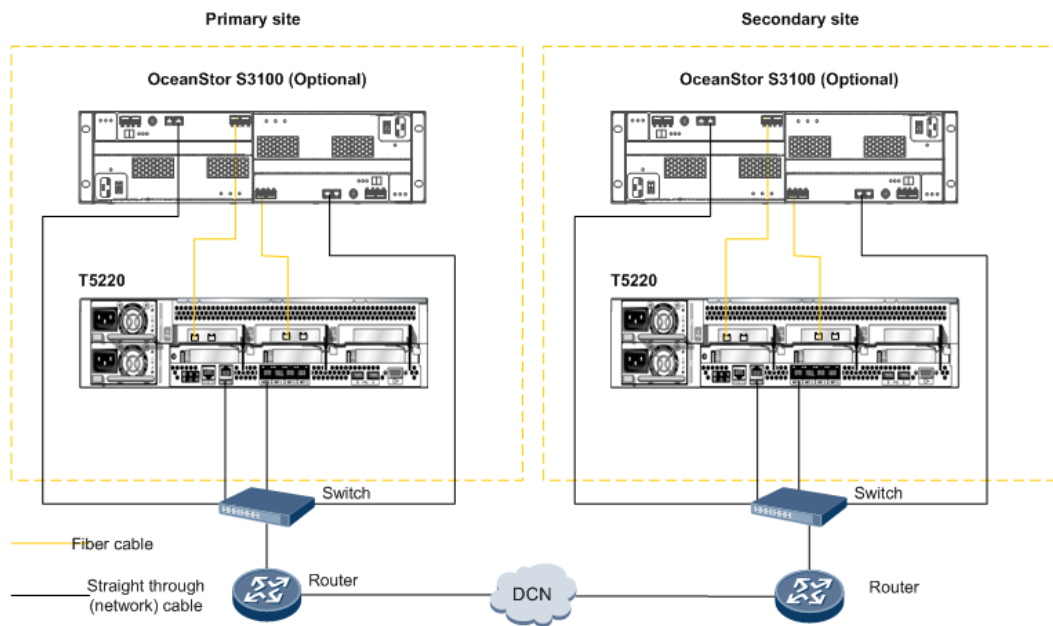 Primary site
Secondary site
OceanStor S3100 (Optional)
OceanStor S3100 (Optional)
T5220
T5220
Switch
Switch
Fiber cable
Straight through
(network) cable
Router
DCN
Router